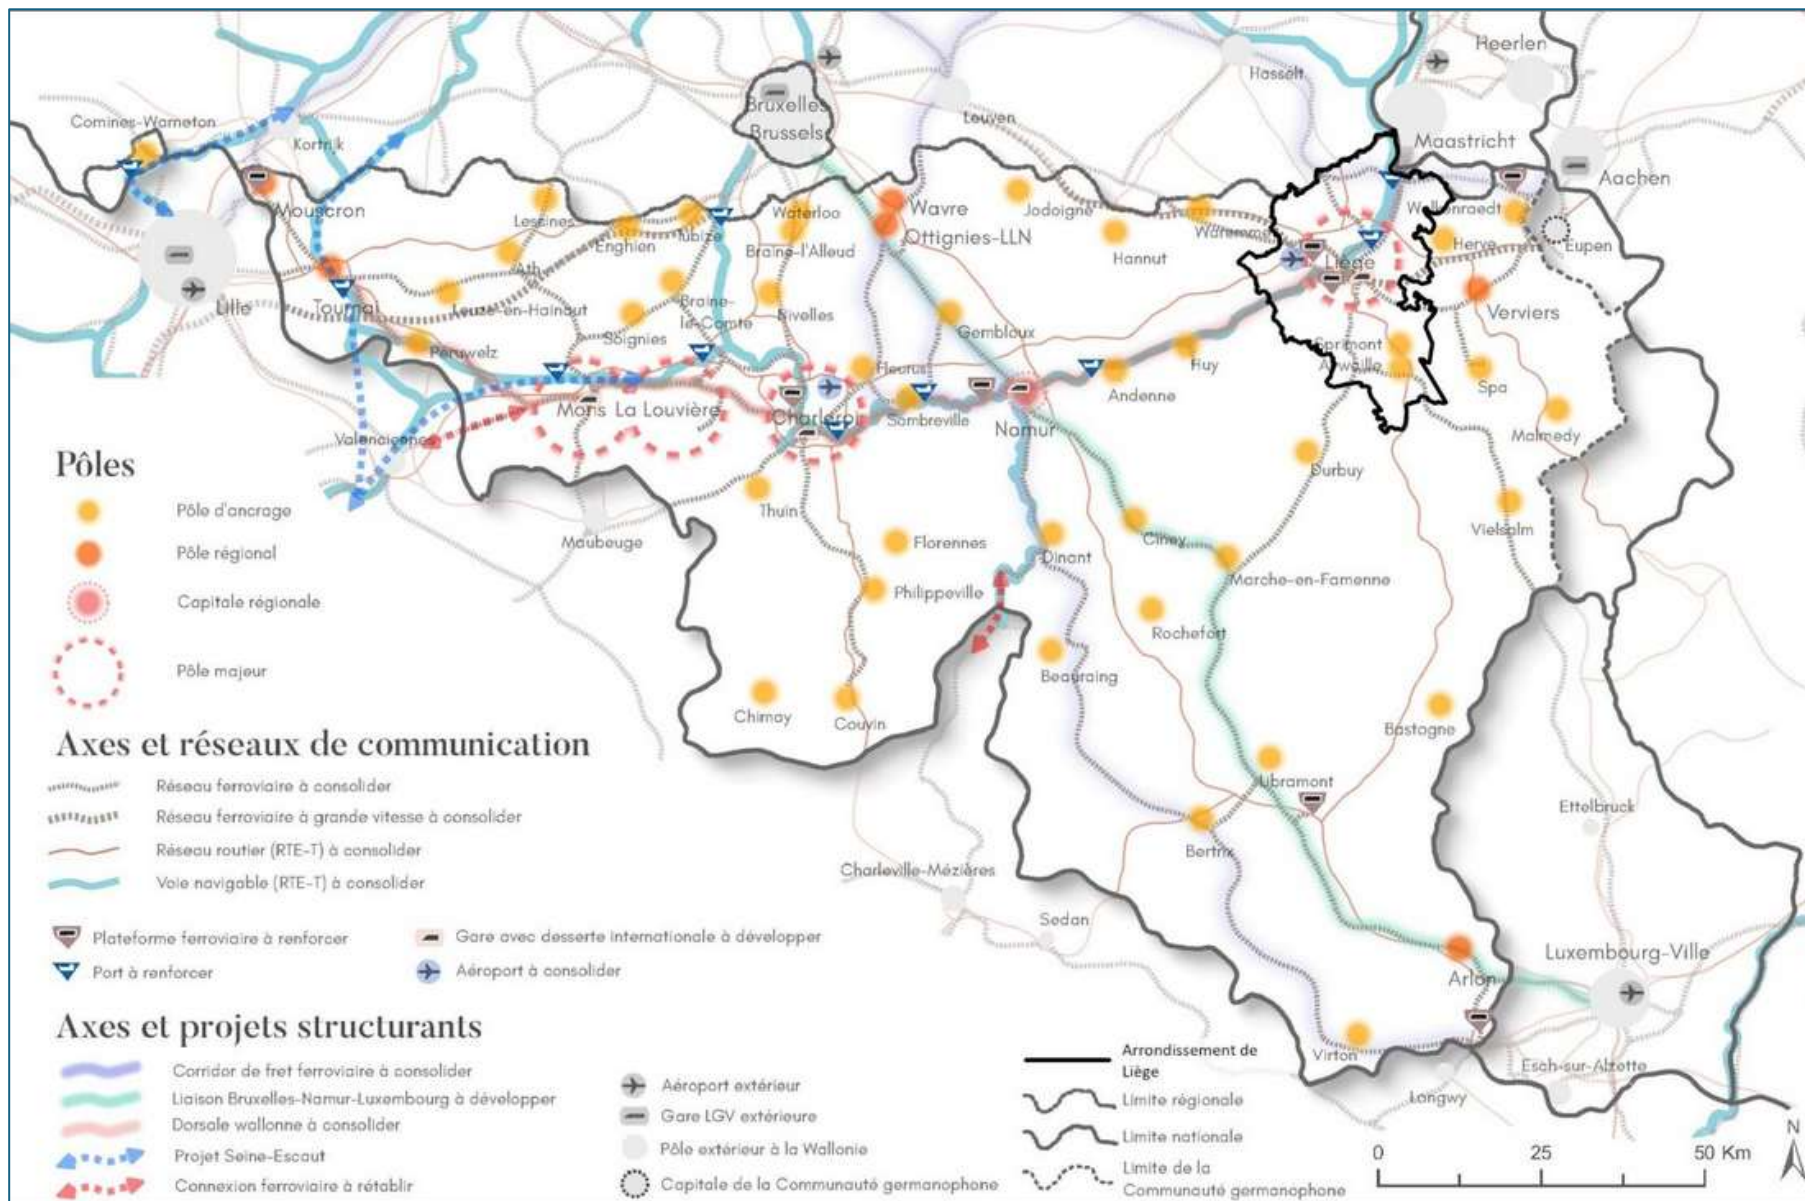 Heerlen
Hasselt
Comines-Warneton
Bruxelles
Brussels
Leuven
Kortrijk
Maastricht
Aachen
Mouscron
Lessines
Enghien
Tubize
Waterloo
Braine-l'Alleud
Wavre
Ottignies-LLN
Jodoigne
Hannut
Waremme
Welkenraedt
Herve
Eupen
Liège
Ath
Lille
Tournai
Leuze-en-Hainaut
Braine-
le-Comte
Nivelles
Soignies
Gembloux
Verviers
Péruwelz
Fleurus
Huy
Sprimont
Aywaille
Spa
Andenne
Mons La Louvière
Charleroi
Sambreville
Namur
Malmedy
Valenciennes
Durbuy
Thuin
Vielsalm
Maubeuge
Florennes
Dinant
Ciney
Marche-en-Famenne
Philippeville
Rochefort
Beauraing
Chimay
Couvin
Bastogne
Libramont
Ettelbruck
Bertrix
Charleville-Mézières
Sedan
Luxembourg-Ville
Arlon
Virton
Esch-sur-Alzette
Longwy
Pôles
Pôle d'ancrage
Pôle régional
Capitale régionale
Pôle majeur
Axes et réseaux de communication
Réseau ferroviaire à consolider
Réseau ferroviaire à grande vitesse à consolider
Réseau routier (RTE-T) à consolider
Voie navigable (RTE-T) à consolider
Plateforme ferroviaire à renforcer
Gare avec desserte internationale à développer
Port à renforcer
Aéroport à consolider
Axes et projets structurants
Corridor de fret ferroviaire à consolider
Liaison Bruxelles-Namur-Luxembourg à développer
Dorsale wallonne à consolider
Projet Seine-Escaut
Connexion ferroviaire à rétablir
Aéroport extérieur
Gare LGV extérieure
Pôle extérieur à la Wallonie
Capitale de la Communauté germanophone
Arrondissement de
Liège
Limite régionale
Limite nationale
Limite de la
Communauté germanophone
N
0 25 50 Km